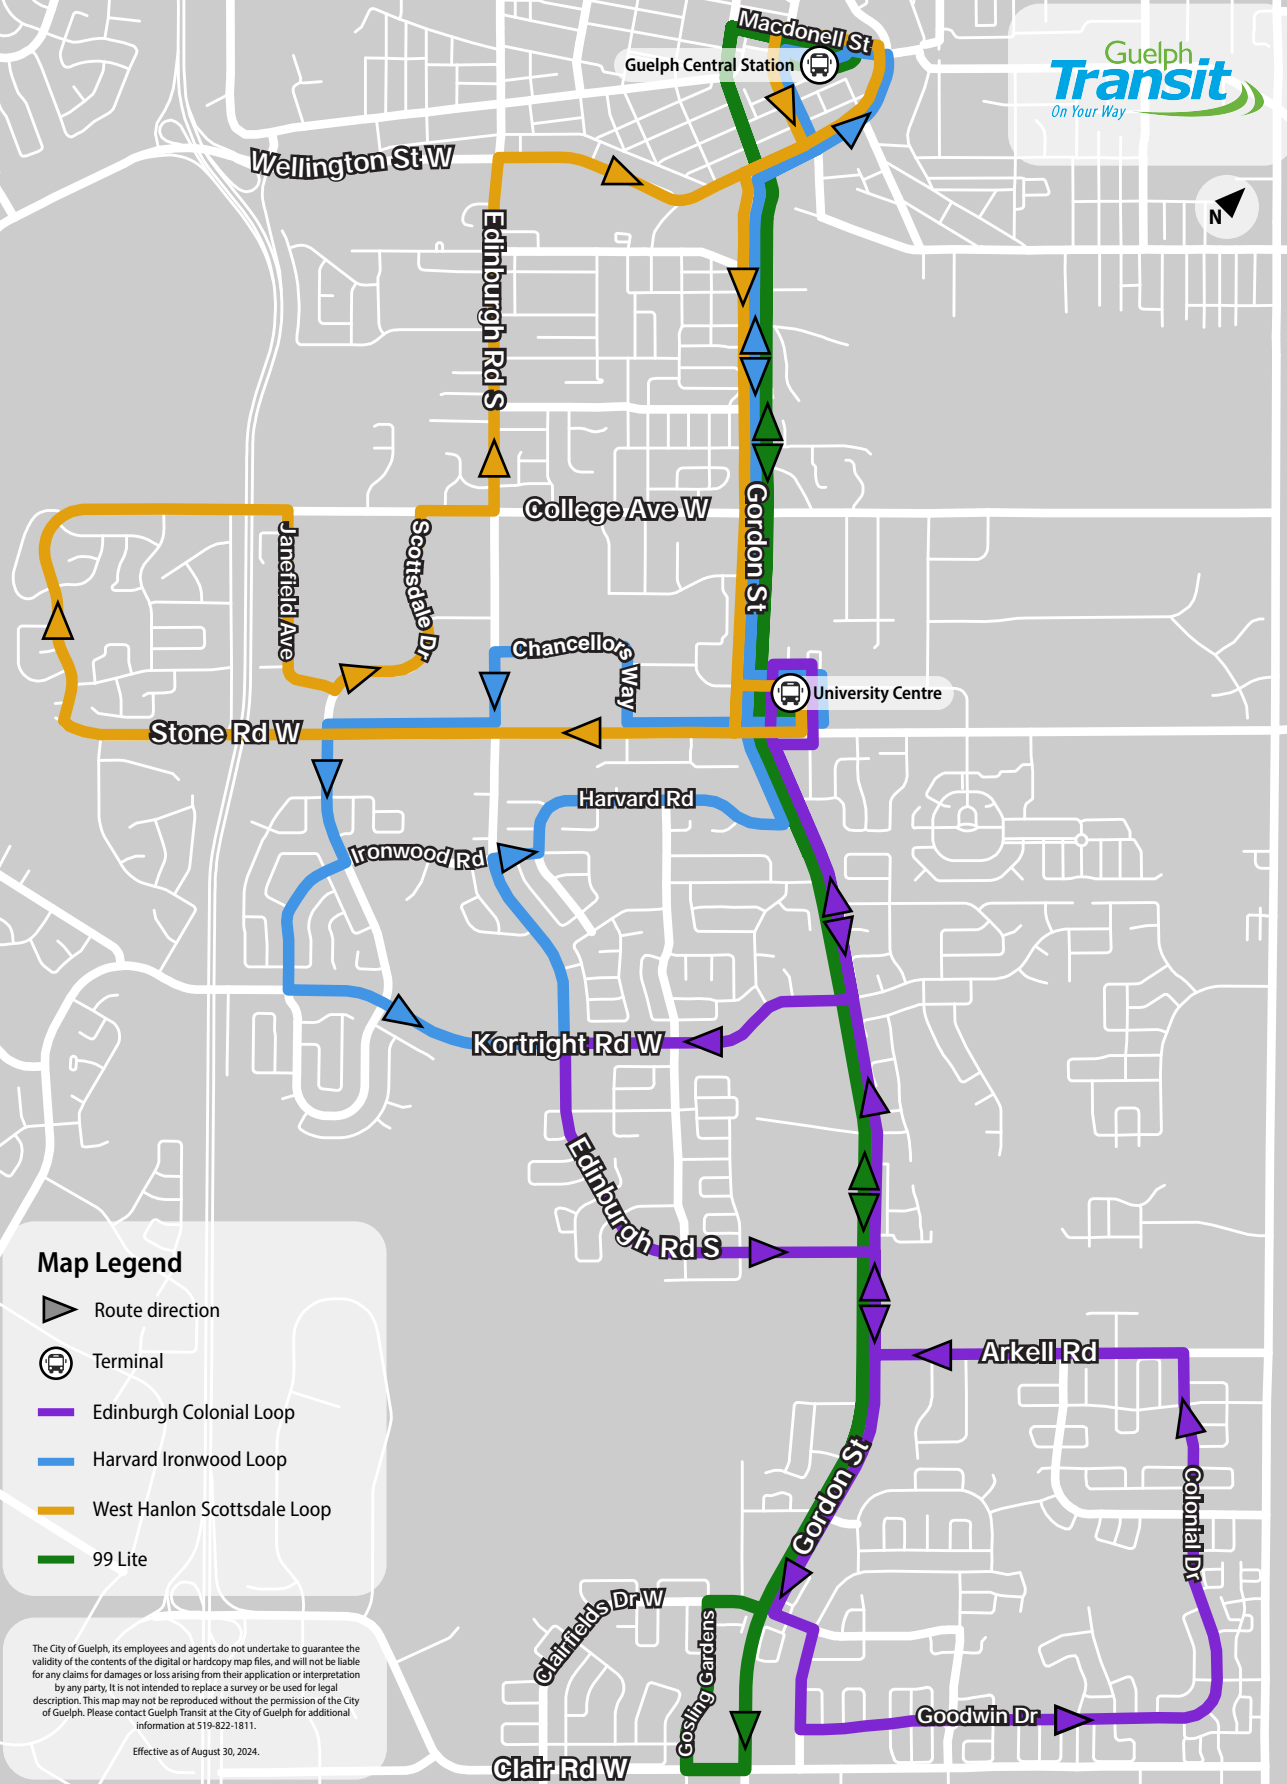 Macdonell St
Guelph Central Station
Guelph
Transit
On Your Way
Wellington St W
N
Edinburgh Rd S
College Ave W
Gordon St
Janefield Ave
Scottsdale Dr
Chancellors Way
University Centre
Stone Rd W
Harvard Rd
Ironwood Rd
Kortright Rd W
Edinburgh Rd S
Map Legend
Route direction
Terminal
Edinburgh Colonial Loop
Harvard Ironwood Loop
West Hanlon Scottsdale Loop
99 Lite
Arkell Rd
Gordon St
Colonial Dr
Clairfields Dr W
Gosling Gardens
Goodwin Dr
Clair Rd W
The City of Guelph, its employees and agents do not undertake to guarantee the
validity of the contents of the digital or hardcopy map files, and will not be liable
for any claims for damages or loss arising from their application or interpretation
by any party, It is not intended to replace a survey or be used for legal
description. This map may not be reproduced without the permission of the City
of Guelph. Please contact Guelph Transit at the City of Guelph for additional
information at 519-822-1811.
Effective as of August 30, 2024.